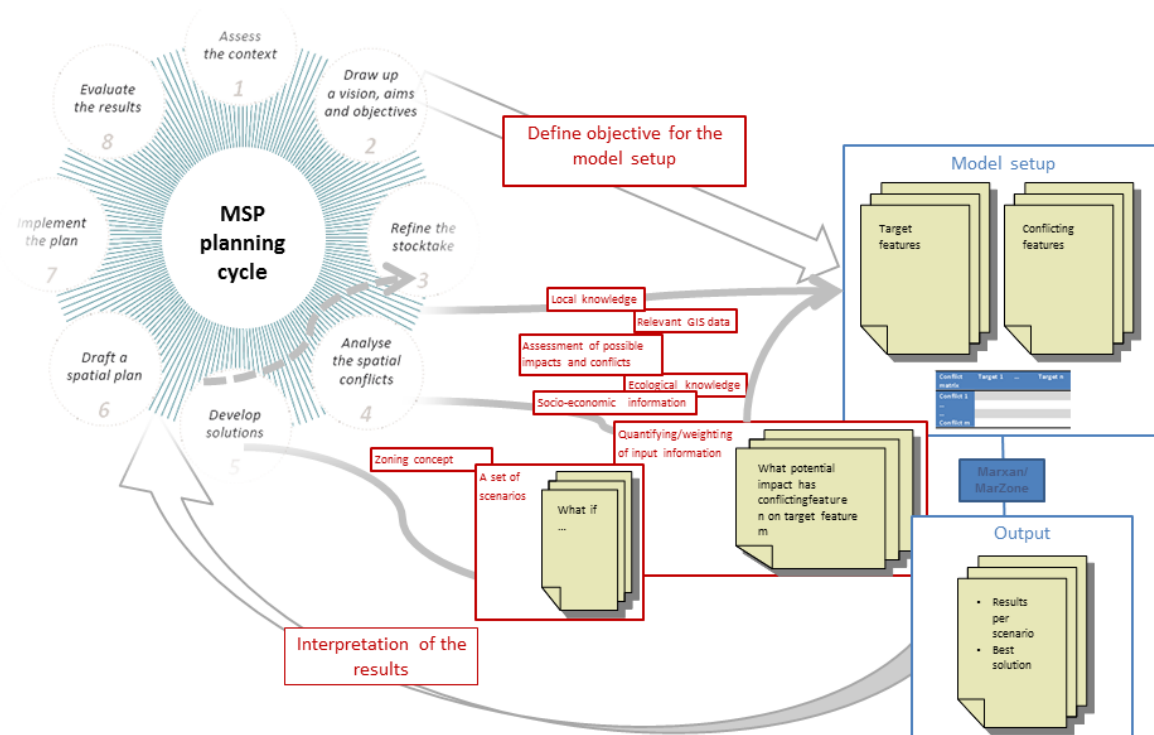 Assess
the context
1
Draw up
a vision, aims
and objectives
2
Refine the
stocktake
3
Analyse
the spatial
conflicts
4
Develop
solutions
5
Draft a
spatial plan
6
Implement
the plan
7
Evaluate
the results
8
MSP
planning
cycle
Define objective for the
model setup
Local knowledge
Relevant GIS data
Assessment of possible
impacts and conflicts
Ecological knowledge
Socio-economic information
Quantifying/weighting
of input information
What potential
impact has
conflictingfeature
n on target feature
m
Zoning concept
A set of
scenarios
What if
...
Model setup
Target
features
Conflicting
features
Conflict Target 1 ... Target n
matrix
Conflict 1
...
...
Conflict m
Marxan/
MarZone
Output
• Results
per
scenario
• Best
solution
Interpretation of the
results